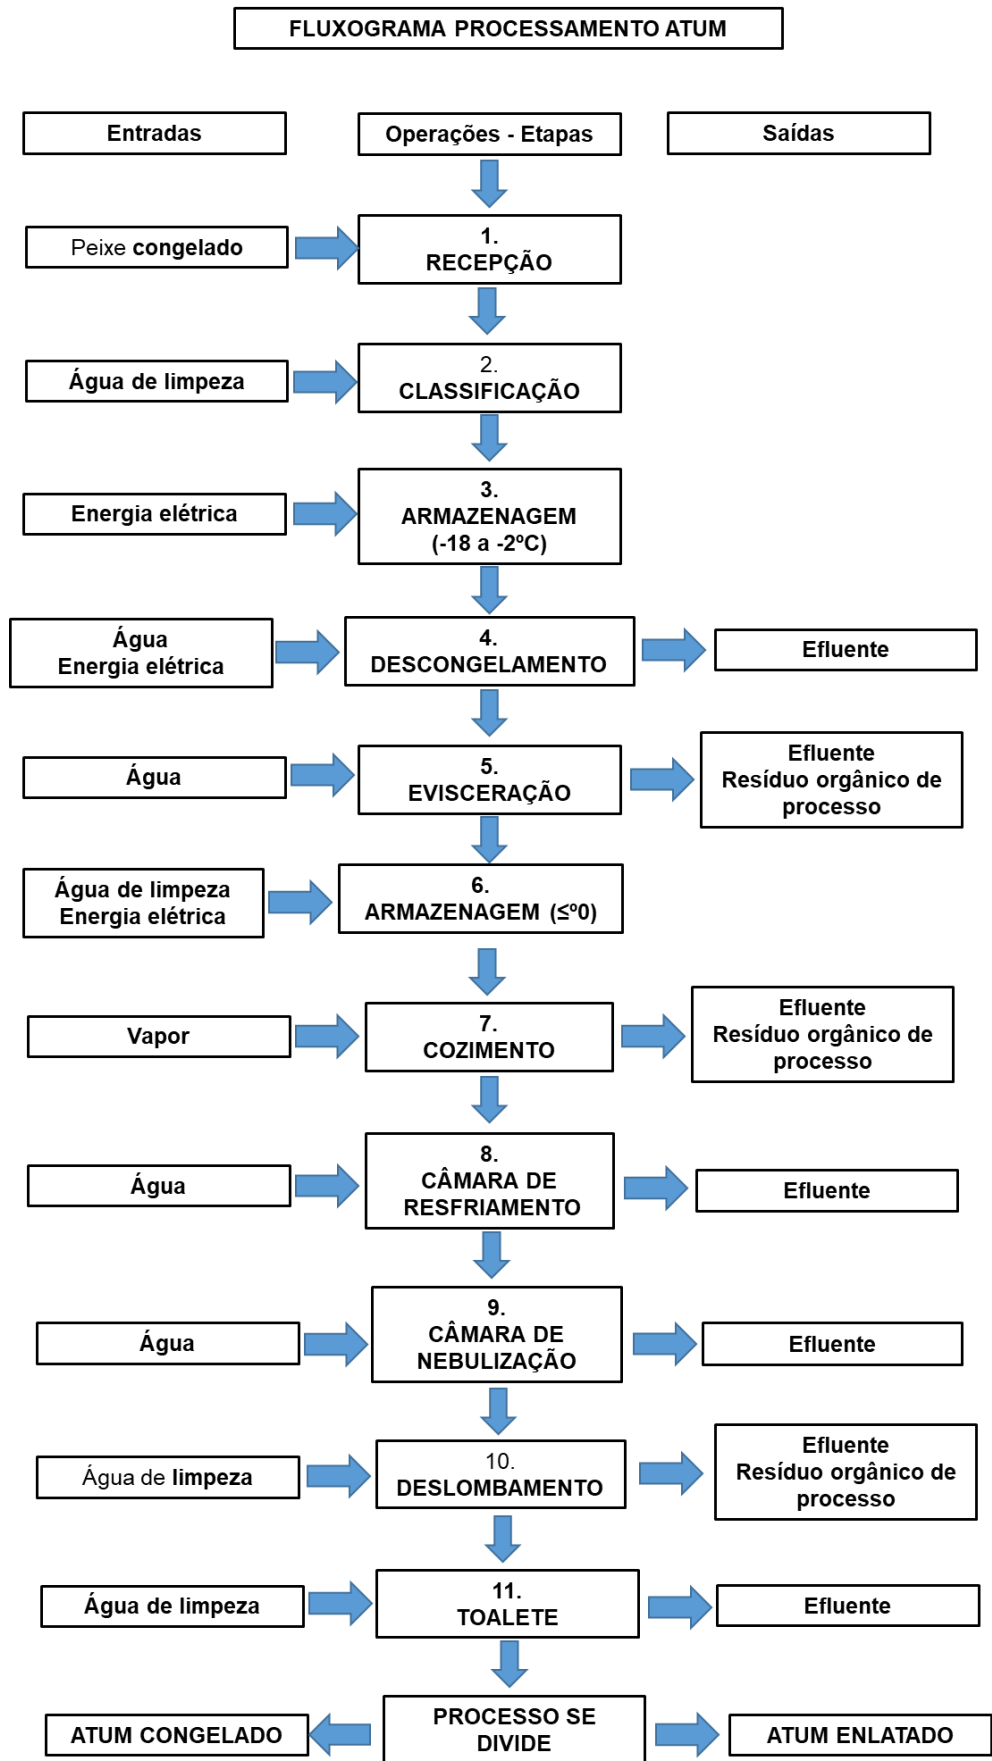 FLUXOGRAMA PROCESSAMENTO ATUM
Entradas
Operações - Etapas
Saídas
Peixe congelado
1.
RECEPÇÃO
Água de limpeza
2.
CLASSIFICAÇÃO
Energia elétrica
3.
ARMAZENAGEM
(-18 a -2ºC)
Água
Energia elétrica
4.
DESCONGELAMENTO
Efluente
Água
5.
EVISCERAÇÃO
Efluente
Resíduo orgânico de
processo
Água de limpeza
Energia elétrica
6.
ARMAZENAGEM (≤º0)
Vapor
7.
COZIMENTO
Efluente
Resíduo orgânico de
processo
Água
8.
CÂMARA DE
RESFRIAMENTO
Efluente
Água
9.
CÂMARA DE
NEBULIZAÇÃO
Efluente
Água de limpeza
10.
DESLOMBAMENTO
Efluente
Resíduo orgânico de
processo
Água de limpeza
11.
TOALETE
Efluente
ATUM CONGELADO
PROCESSO SE
DIVIDE
ATUM ENLATADO